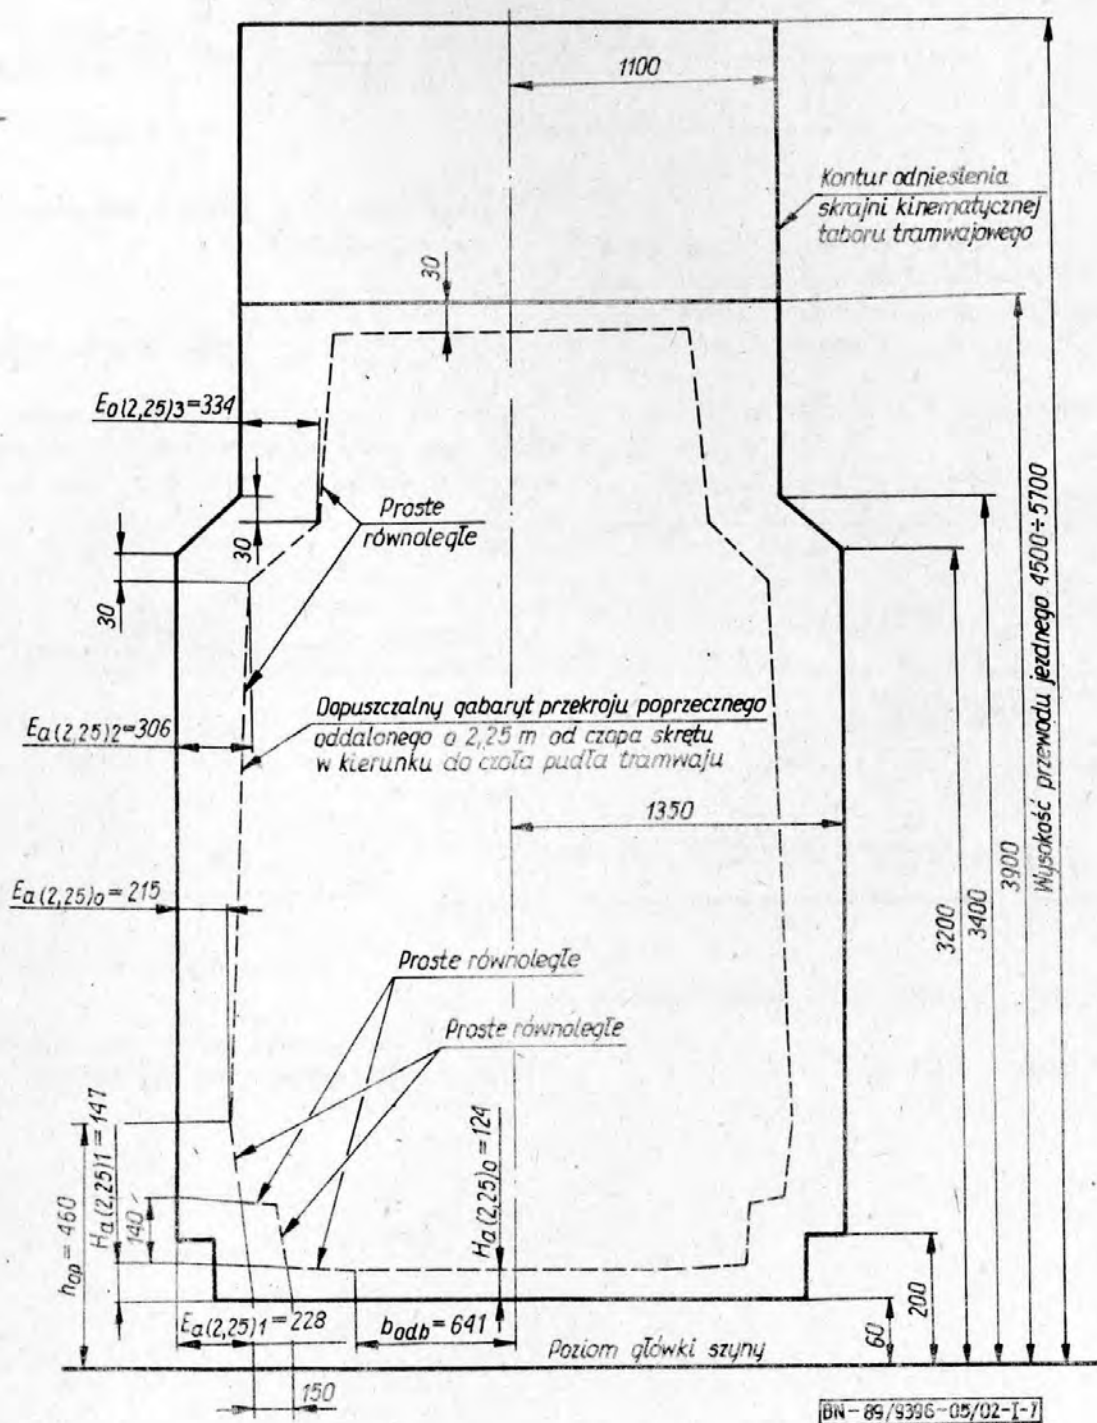 1100
Kontur odniesienia
skrajni kinematycznej
taboru tramwajowego
30
E₀(2,25)₃=334
Proste
równoległe
30
30
Wysokość przewodu jezdnego 4500÷5700
Dopuszczalny gabaryt przekroju poprzecznego
oddalonego o 2,25 m od czopa skrętu
w kierunku do czoła pudła tramwaju
Ea(2,25)₂=306
1350
3900
3400
3200
Ea(2,25)₀=215
Proste równoległe
Proste równoległe
hop=460
Ha(2,25)₁=147
140
Ha(2,25)₀=124
Ea(2,25)₁=228
bodb=641
Poziom główki szyny
60
200
150
BN-89/9396-05/02-I-1